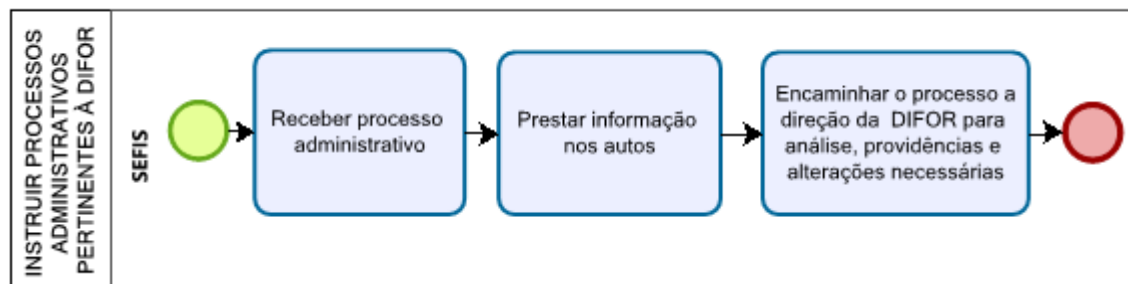 INSTRUIR PROCESSOS
ADMINISTRATIVOS
PERTINENTES À DIFOR
SEFIS
Receber processo
administrativo
Prestar informação
nos autos
Encaminhar o processo a
direção da DIFOR para
análise, providências e
alterações necessárias